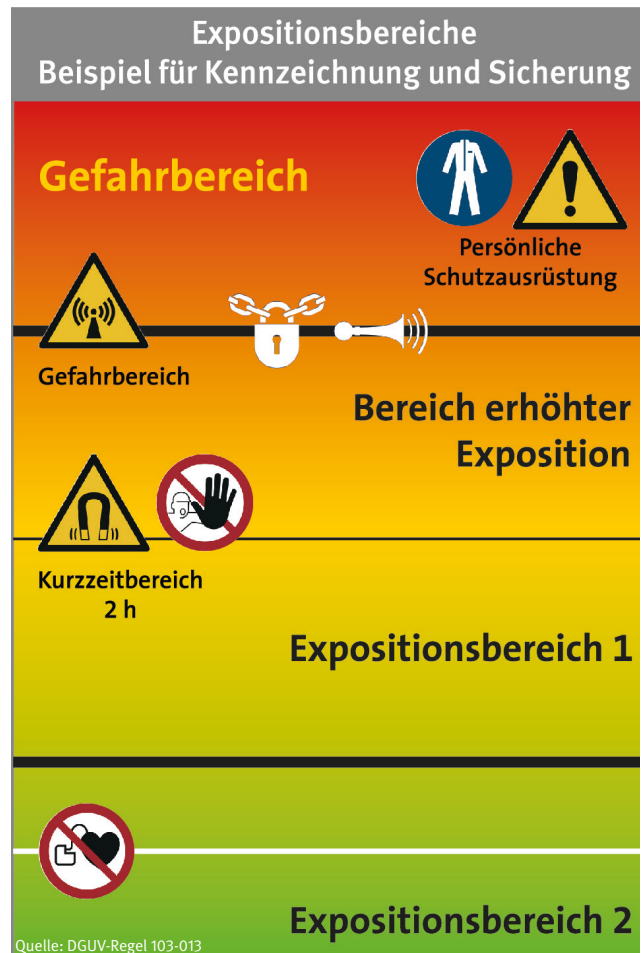 Expositionsbereiche
Beispiel für Kennzeichnung und Sicherung
Gefahrbereich
Persönliche
Schutzausrüstung
Gefahrbereich
Bereich erhöhter
Exposition
Kurzzeitbereich
2 h
Expositionsbereich 1
Expositionsbereich 2
Quelle: DGUV-Regel 103-013